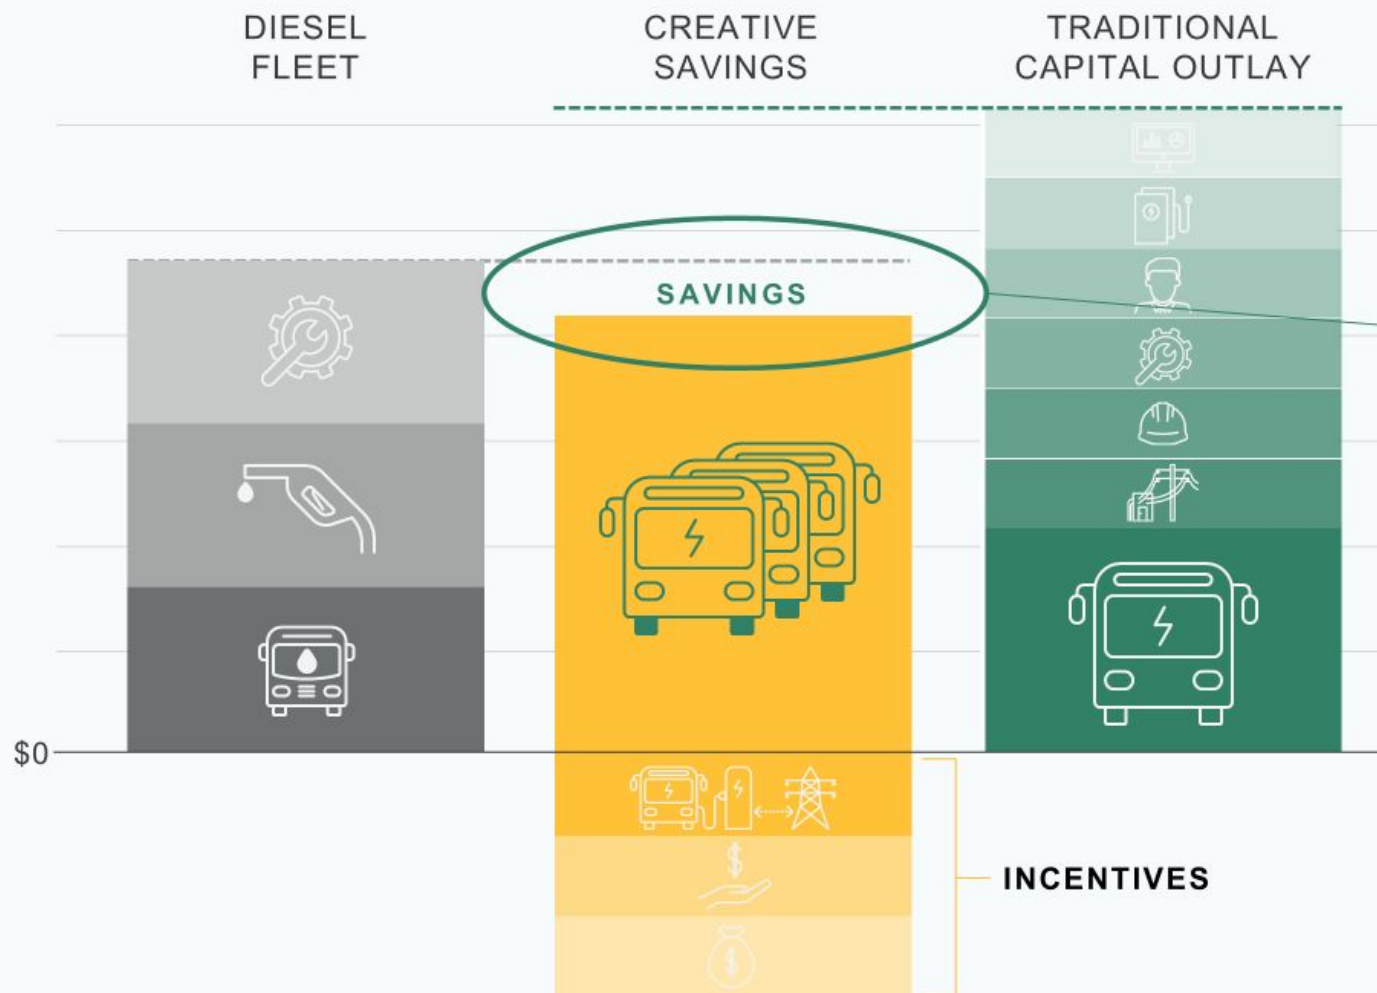 DIESEL
FLEET
CREATIVE
SAVINGS
TRADITIONAL
CAPITAL OUTLAY
SAVINGS
$0
INCENTIVES